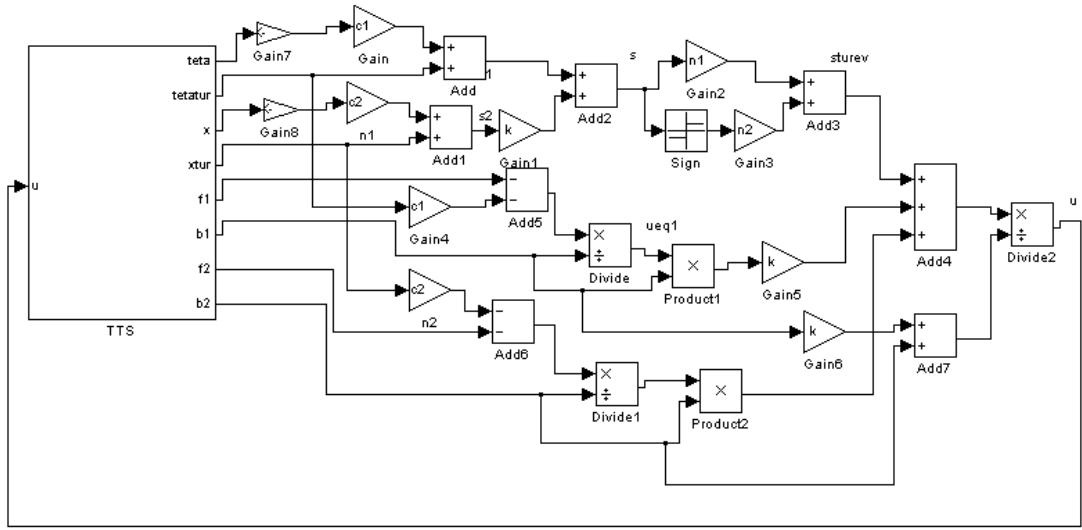 teta
tetatur
x
xtur
f1
b1
f2
b2
u
TTS
Gain7
c1
Gain
+
+
1
Add
Gain8
c2
n1
+
+
Add1
s2
k
Gain1
+
+
Add2
s
n1
Gain2
Sign
n2
Gain3
sturev
+
+
Add3
c1
Gain4
−
−
Add5
×
÷
Divide
ueq1
×
Product1
k
Gain5
+
+
+
Add4
u
×
÷
Divide2
c2
n2
−
−
Add6
k
Gain6
+
+
Add7
×
÷
Divide1
×
Product2